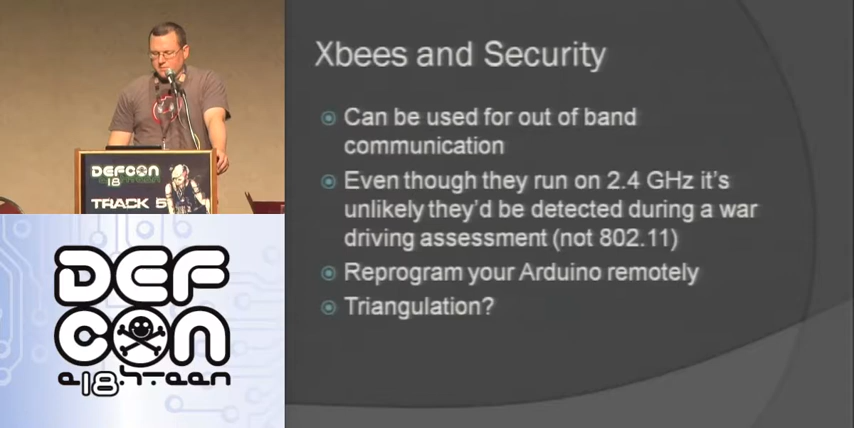 Xbees and Security
Can be used for out of band
communication
Even though they run on 2.4 GHz it's
unlikely they'd be detected during a war
driving assessment (not 802.11)
Reprogram your Arduino remotely
Triangulation?
DEFCON
18
TRACK 5
DEF
CON